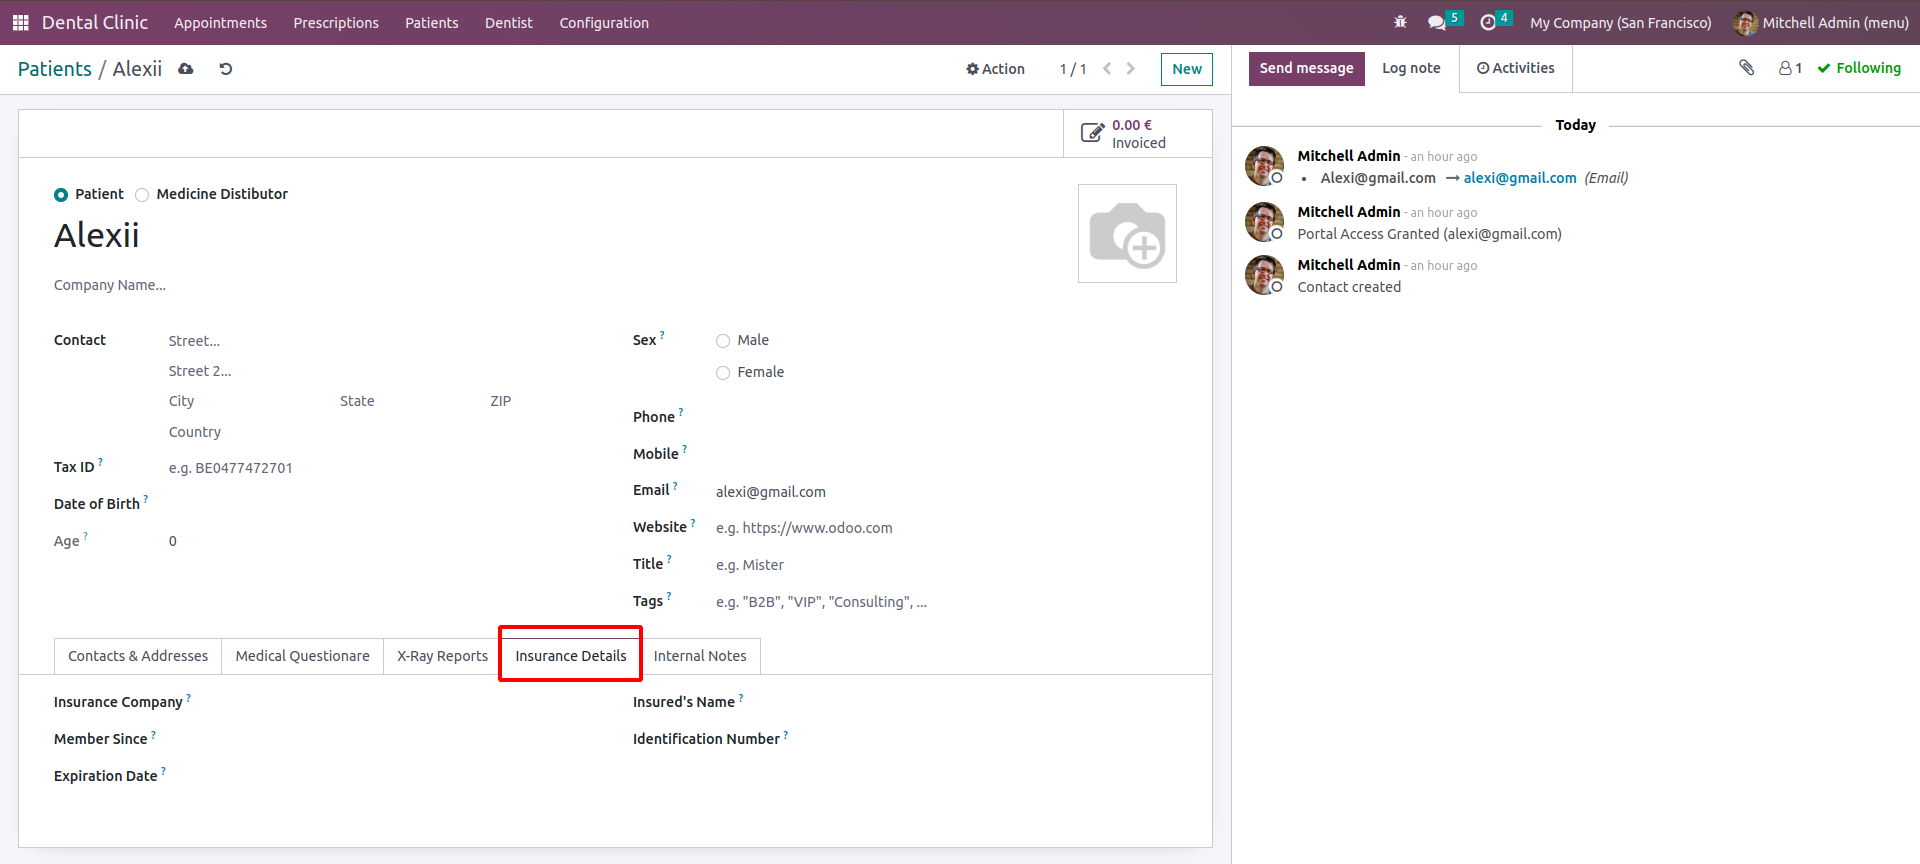 Dental Clinic Appointments Prescriptions Patients Dentist Configuration 5 4 My Company (San Francisco) Mitchell Admin (menu)
Patients / Alexii Action 1 / 1 New
Send message Log note Activities 1 Following
0.00 €
Invoiced
Patient Medicine Distibutor
Alexii
Company Name...
Contact Street...
Street 2...
City State ZIP
Country
Tax ID ? e.g. BE0477472701
Date of Birth ?
Age ? 0
Sex ? Male
Female
Phone ?
Mobile ?
Email ? alexi@gmail.com
Website ? e.g. https://www.odoo.com
Title ? e.g. Mister
Tags ? e.g. "B2B", "VIP", "Consulting", ...
Contacts & Addresses Medical Questionare X-Ray Reports Insurance Details Internal Notes
Insurance Company ?
Member Since ?
Expiration Date ?
Insured's Name ?
Identification Number ?
Today
Mitchell Admin - an hour ago
• Alexi@gmail.com → alexi@gmail.com (Email)
Mitchell Admin - an hour ago
Portal Access Granted (alexi@gmail.com)
Mitchell Admin - an hour ago
Contact created